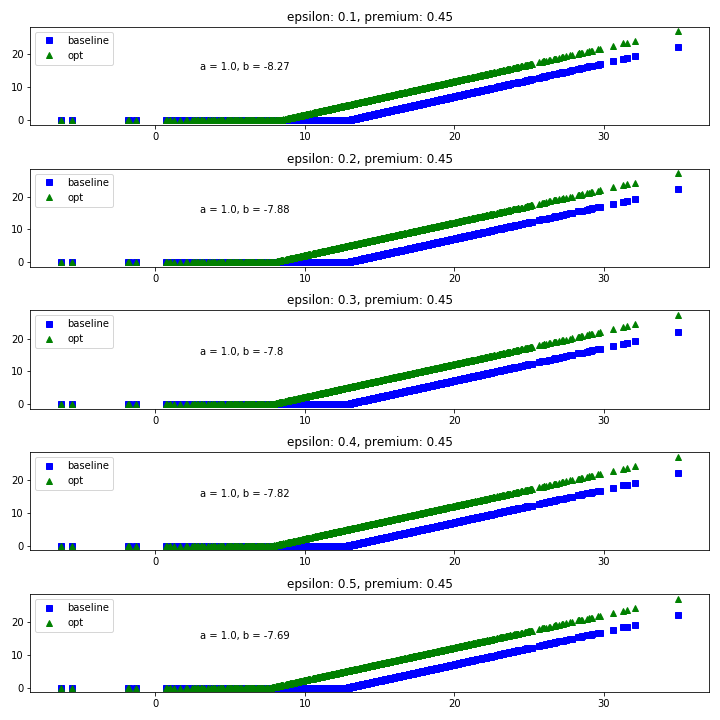 epsilon: 0.1, premium: 0.45
baseline
opt
a = 1.0, b = -8.27
20
10
0
0 10 20 30
epsilon: 0.2, premium: 0.45
baseline
opt
a = 1.0, b = -7.88
20
10
0
0 10 20 30
epsilon: 0.3, premium: 0.45
baseline
opt
a = 1.0, b = -7.8
20
10
0
0 10 20 30
epsilon: 0.4, premium: 0.45
baseline
opt
a = 1.0, b = -7.82
20
10
0
0 10 20 30
epsilon: 0.5, premium: 0.45
baseline
opt
a = 1.0, b = -7.69
20
10
0
0 10 20 30